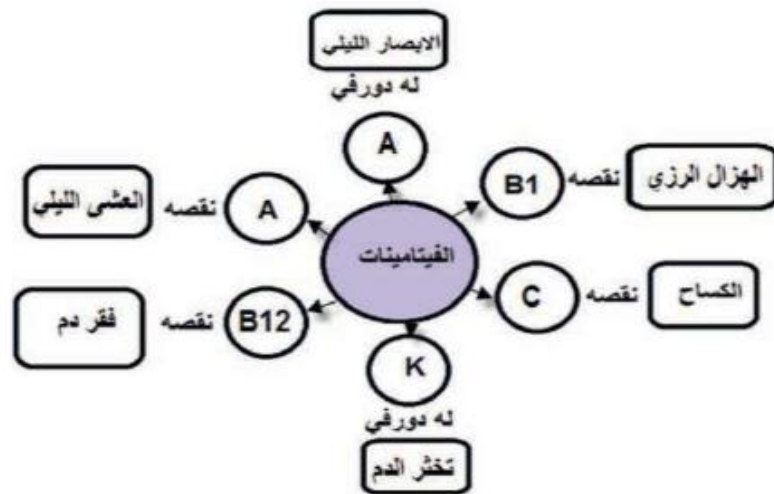 الابصار الليلي
له دورفي
A
الهزال الرزي
نقصه
B1
A
نقصه
العشى الليلي
الفيتامينات
الكساح
نقصه
C
B12
نقصه
فقر دم
K
له دورفي
تخثر الدم